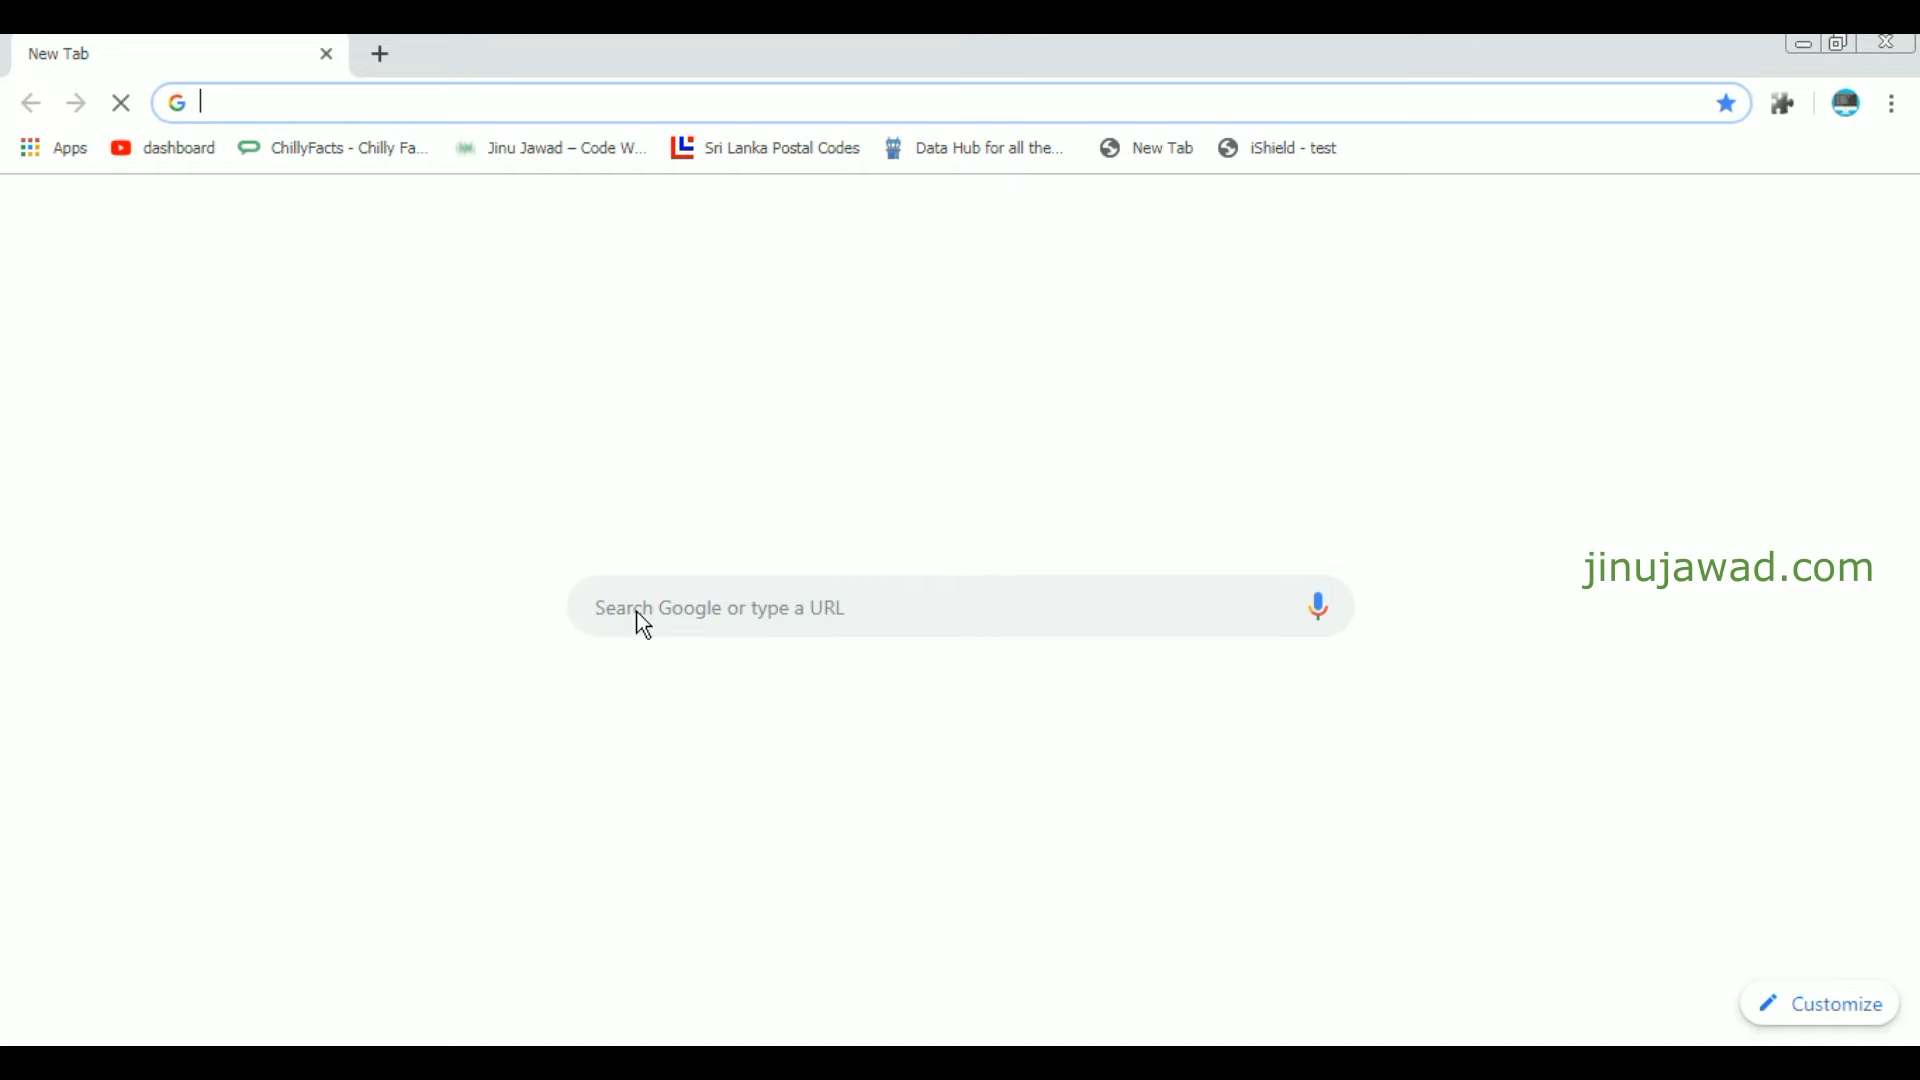 New Tab
Apps dashboard ChillyFacts - Chilly Fa... Jinu Jawad – Code W... Sri Lanka Postal Codes Data Hub for all the... New Tab iShield - test
jinujawad.com
Search Google or type a URL
Customize